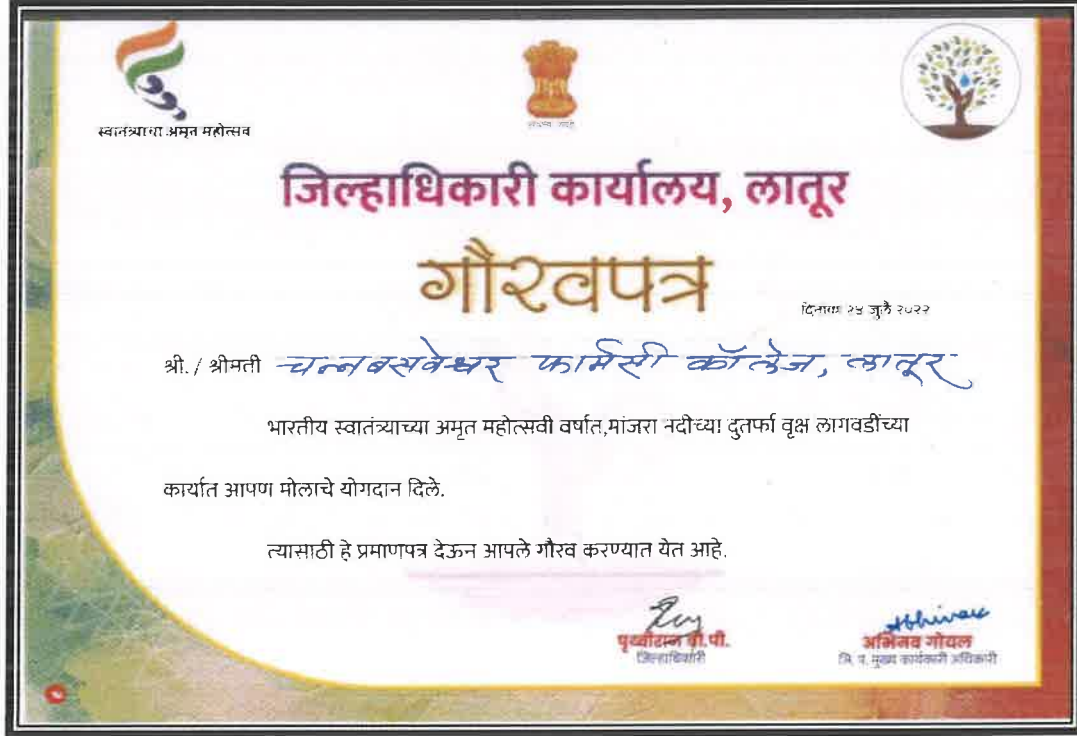 स्वातंत्र्याचा अमृत महोत्सव
जिल्हाधिकारी कार्यालय, लातूर
गौरवपत्र
दिनांक २४ जुलै २०२२
श्री. / श्रीमती चन्नबसवेश्वर फार्मसी कॉलेज, लातूर
भारतीय स्वातंत्र्याच्या अमृत महोत्सवी वर्षात,मांजरा नदीच्या दुतर्फा वृक्ष लागवडींच्या
कार्यात आपण मोलाचे योगदान दिले.
त्यासाठी हे प्रमाणपत्र देऊन आपले गौरव करण्यात येत आहे.
Abhinav
पृथ्वीराज बी.पी.
जिल्हाधिकारी
अभिनव गोयल
जि. प. मुख्य कार्यकारी अधिकारी